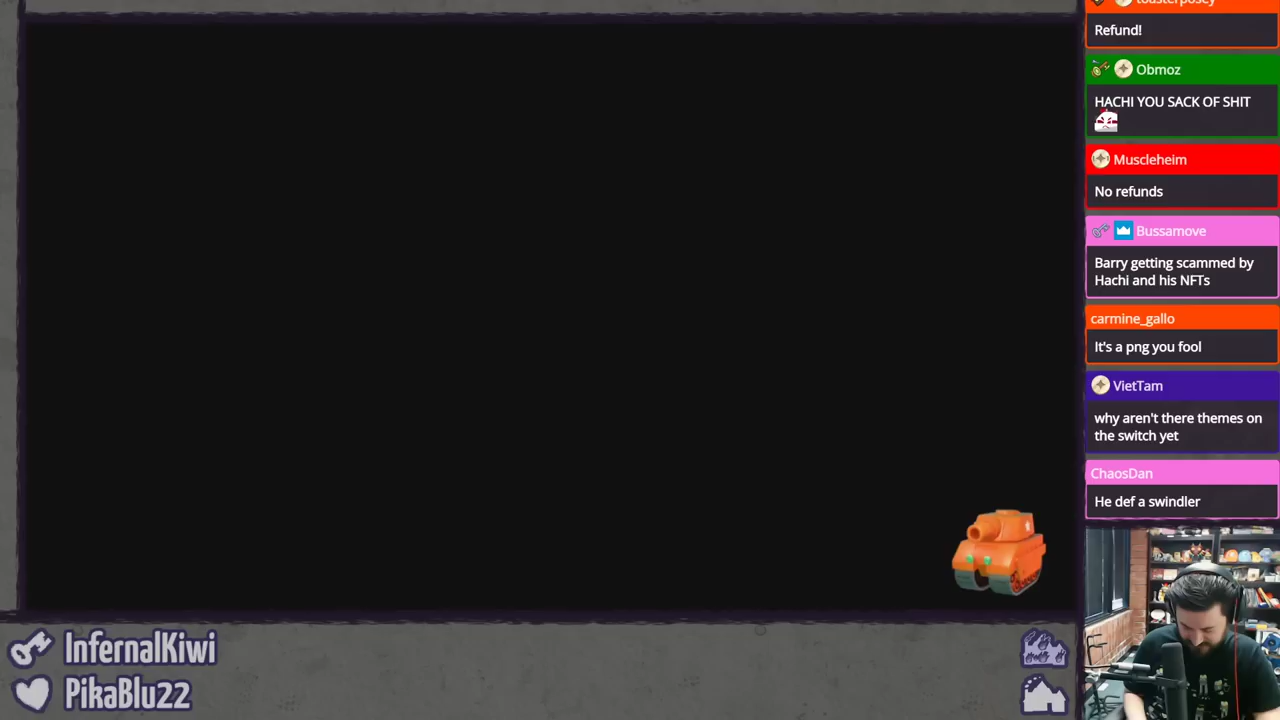 toasterposey
Refund!
Obmoz
HACHI YOU SACK OF SHIT
Muscleheim
No refunds
Bussamove
Barry getting scammed by
Hachi and his NFTs
carmine_gallo
It's a png you fool
VietTam
why aren't there themes on
the switch yet
ChaosDan
He def a swindler
InfernalKiwi
PikaBlu22